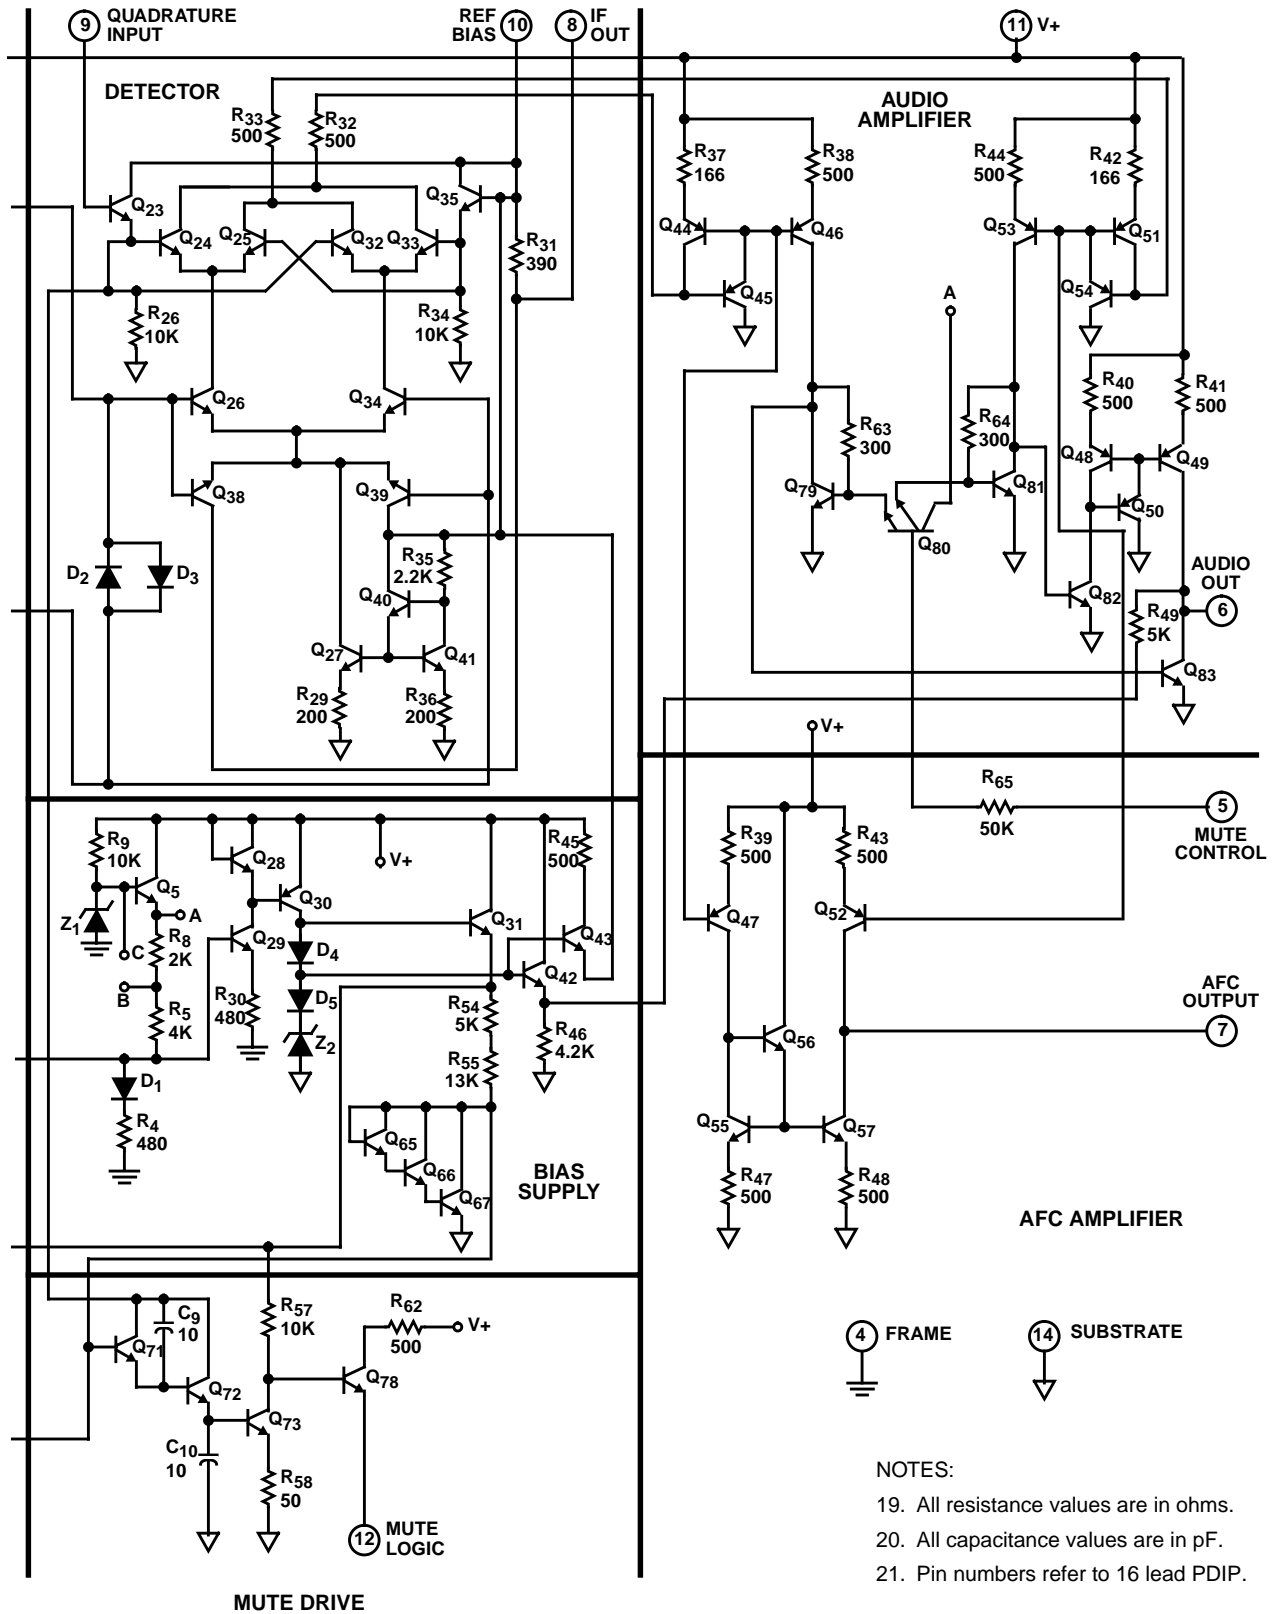 9 QUADRATURE
INPUT
REF
BIAS 10
8 IF
OUT
11 V+
DETECTOR
AUDIO
AMPLIFIER
R33
500
R32
500
R37
166
R38
500
R44
500
R42
166
Q23
Q24
Q25
Q32
Q33
Q35
R31
390
Q44
Q46
Q53
Q51
Q45
Q54
A
R26
10K
R34
10K
Q26
Q34
R40
500
R41
500
R63
300
R64
300
Q38
Q39
Q79
Q80
Q81
Q48
Q49
Q50
D2
D3
R35
2.2K
Q40
Q27
Q41
R29
200
R36
200
Q82
R49
5K
AUDIO
OUT
6
Q83
V+
R65
50K
5
MUTE
CONTROL
R9
10K
Q5
A
Z1
C
R8
2K
B
R5
4K
D1
R4
480
Q28
Q30
Q29
R30
480
D4
D5
Z2
V+
Q31
R45
500
Q43
Q42
R54
5K
R46
4.2K
R55
13K
Q65
Q66
Q67
BIAS
SUPPLY
R39
500
R43
500
Q47
Q52
Q56
AFC
OUTPUT
7
Q55
Q57
R47
500
R48
500
AFC AMPLIFIER
C9
10
Q71
Q72
Q73
C10
10
R57
10K
R58
50
R62
500
V+
Q78
12 MUTE
LOGIC
MUTE DRIVE
4 FRAME
14 SUBSTRATE
NOTES:
19. All resistance values are in ohms.
20. All capacitance values are in pF.
21. Pin numbers refer to 16 lead PDIP.